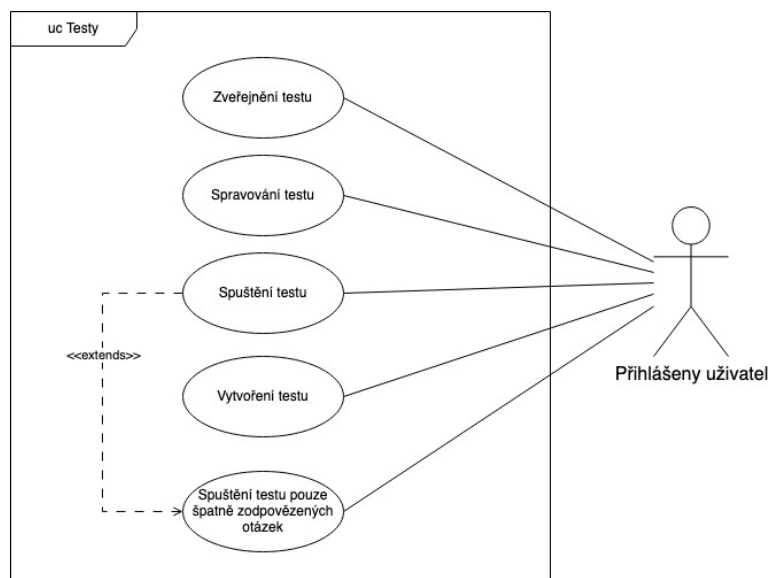 uc Testy
Zveřejnění testu
Spravování testu
Spuštění testu
<<extends>>
Přihlášeny uživatel
Vytvoření testu
Spuštění testu pouze
špatně zodpovězených
otázek